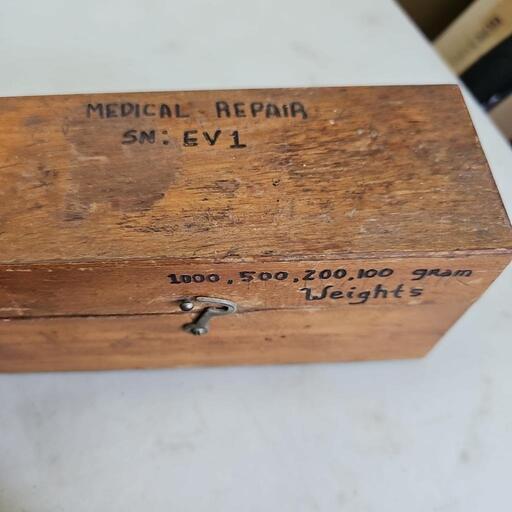 MEDICAL REPAIR
SN: EV1
1000, 500, 200, 100 gram
Weights